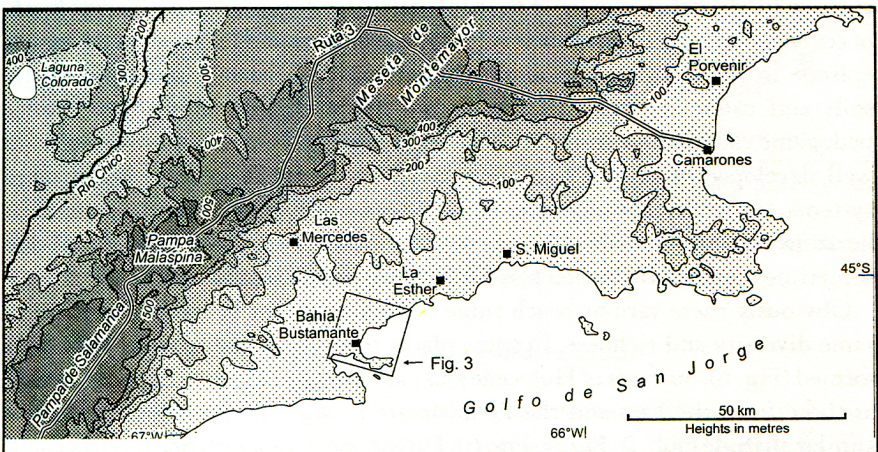 400
Laguna
Colorado
200
300
400
400
Rio Chico
500
Pampa
Malaspina
500
Pampa de Salamanca
Ruta 3
Meseta de
Montemayor
400
300
200
100
100
El
Porvenir
Camarones
Las
Mercedes
S. Miguel
La
Esther
Bahía
Bustamante
Fig. 3
45°S
Golfo de San Jorge
50 km
Heights in metres
67°W
66°W